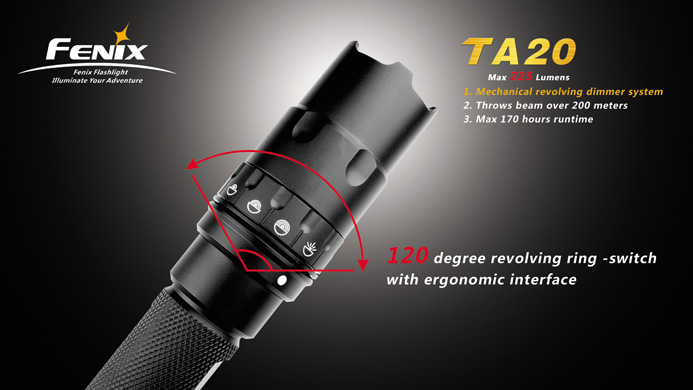 FENIX
Fenix Flashlight
Illuminate Your Adventure
TA20
Max 225 Lumens
1. Mechanical revolving dimmer system
2. Throws beam over 200 meters
3. Max 170 hours runtime
120 degree revolving ring -switch
with ergonomic interface